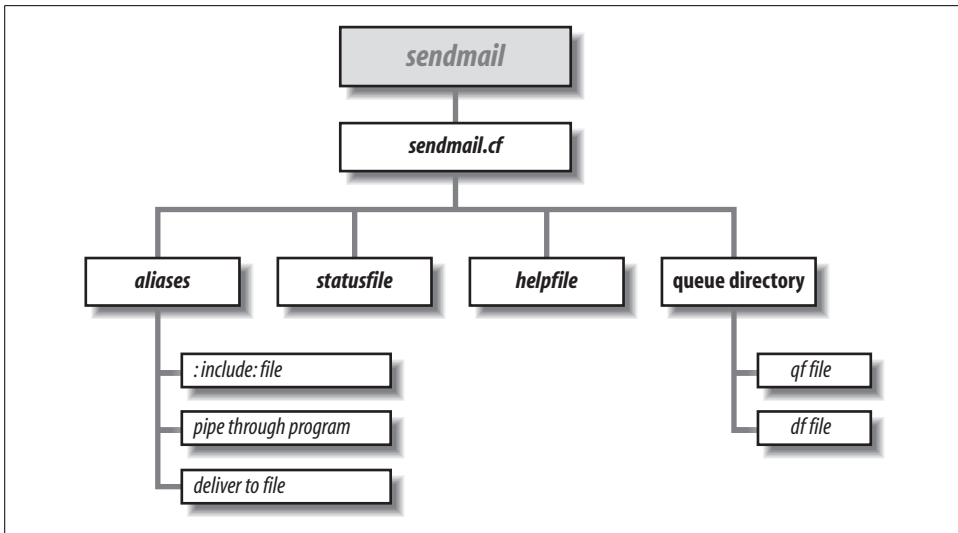 sendmail
sendmail.cf
aliases
statusfile
helpfile
queue directory
: include: file
pipe through program
deliver to file
qf file
df file